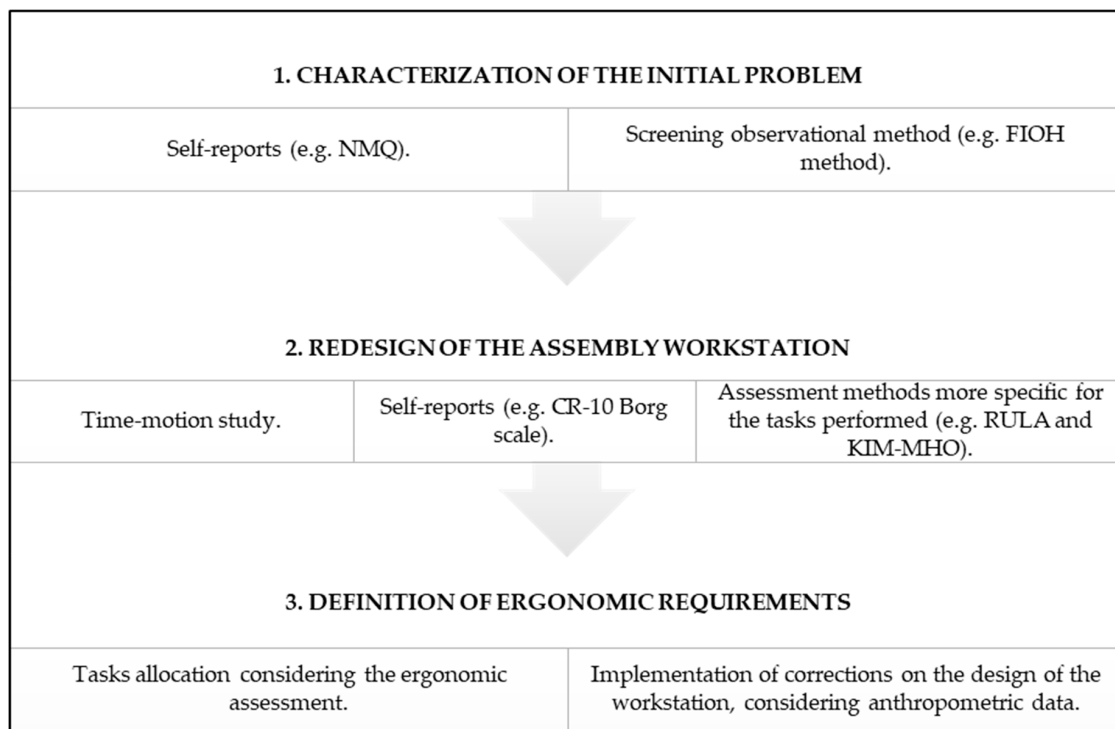 1. CHARACTERIZATION OF THE INITIAL PROBLEM
Self-reports (e.g. NMQ).
Screening observational method (e.g. FIOH
method).
2. REDESIGN OF THE ASSEMBLY WORKSTATION
Time-motion study.
Self-reports (e.g. CR-10 Borg
scale).
Assessment methods more specific for
the tasks performed (e.g. RULA and
KIM-MHO).
3. DEFINITION OF ERGONOMIC REQUIREMENTS
Tasks allocation considering the ergonomic
assessment.
Implementation of corrections on the design of the
workstation, considering anthropometric data.